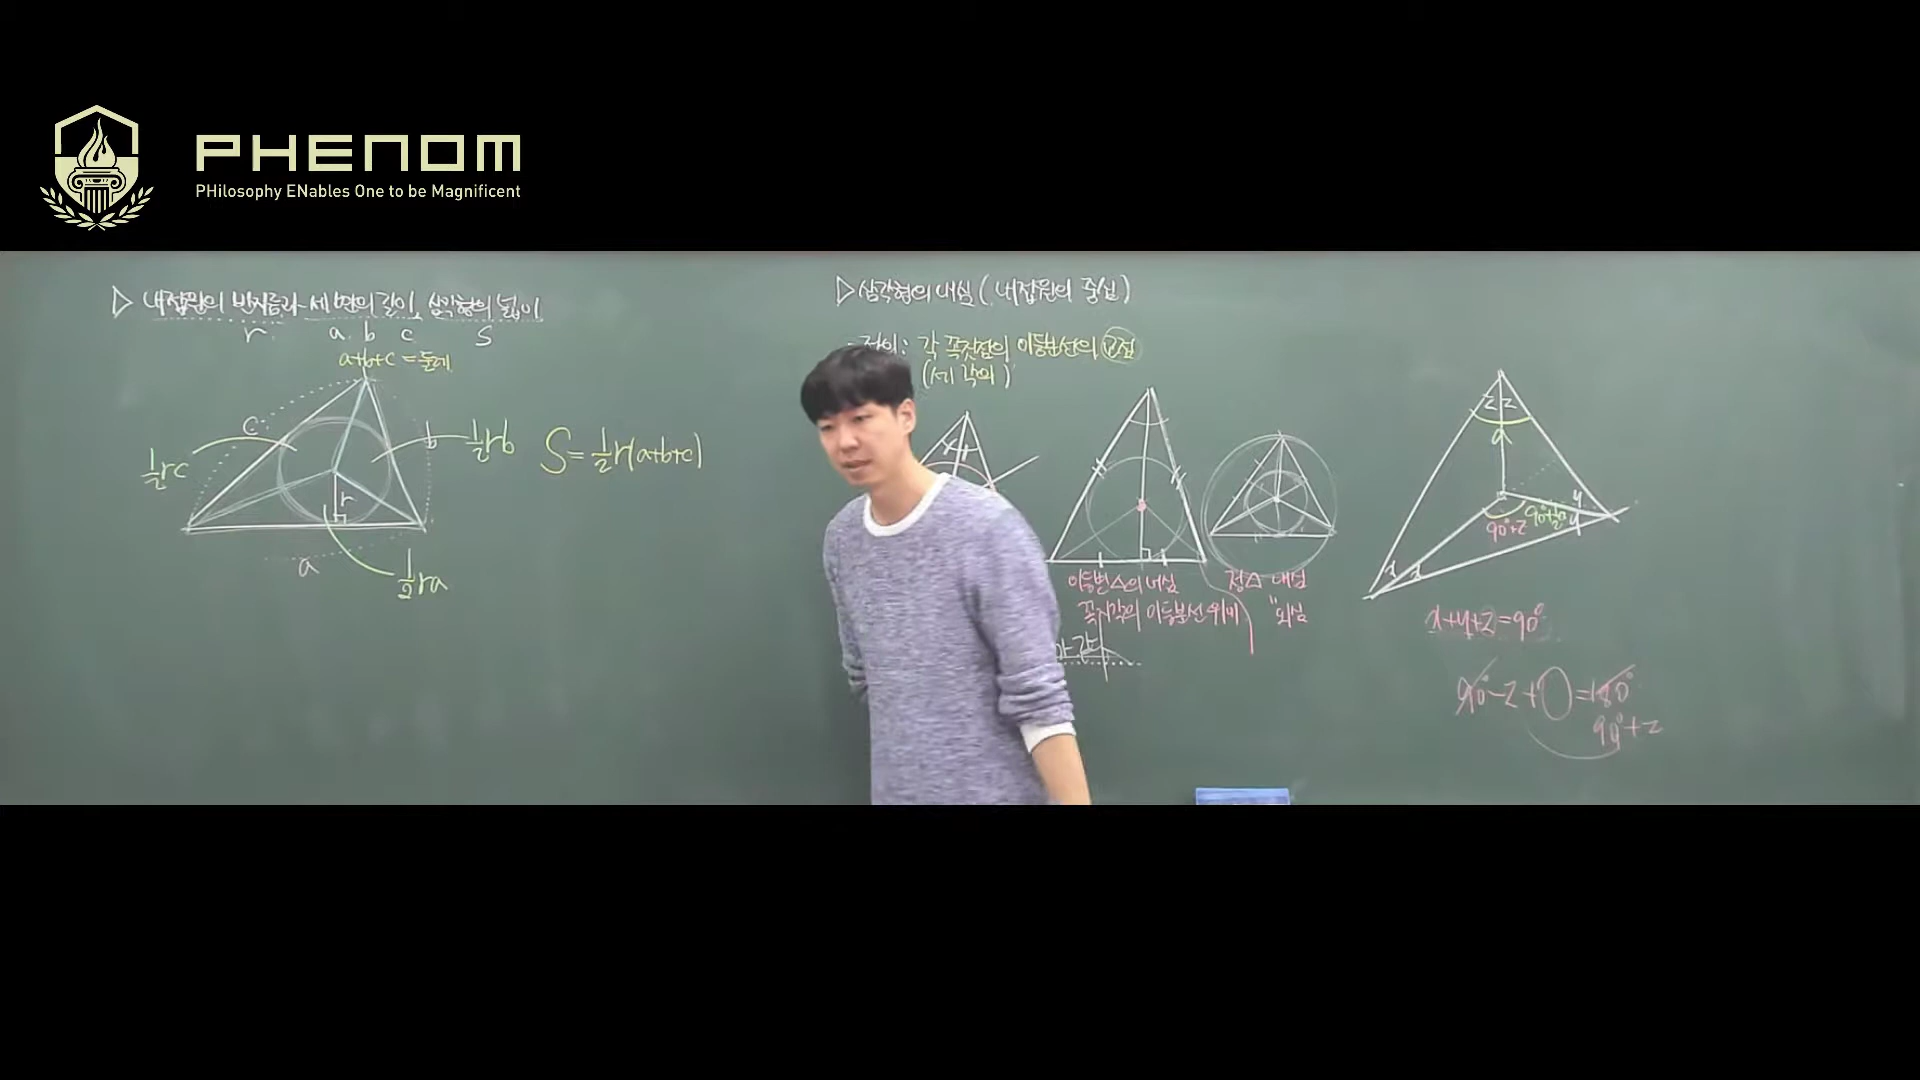 PHENOM
PHilosophy ENables One to be Magnificent
▷ 내접원의 반지름과 세 변의 길이, 삼각형의 넓이
r a. b c S
a+b+c = 둘레
c
b
½rc
½rb
S = ½r(a+b+c)
r
a
½ra
▷삼각형의 내심 ( 내접원의 중심 )
각 꼭짓점의 이등분선의 교점
(세 각의 )
이등변△의 내심
꼭지각의 이등분선 위에
정△ 내심
"외심
z z
a
y
y
90°+z
90°+½a
x x
x+y+z=90°
90°-z+ =180°
90°+z